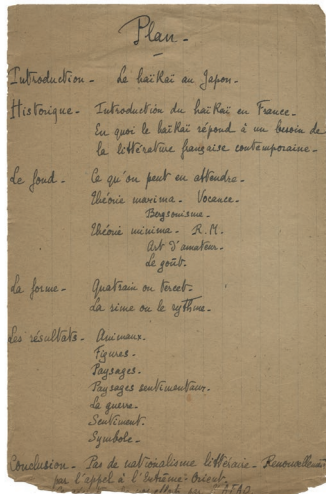 Plan -
Introduction - Le haïkaï au Japon -
Historique - Introduction du haïkaï en France -
En quoi le haïkaï répond à un besoin de
la littérature française contemporaine -
Le fond - Ce qu'on peut en attendre -
Théorie maxima - Vocance -
Bergsonisme -
Théorie minima - R. M.
Art d'amateur -
Le goût -
La forme - Quatrain ou tercet -
La rime ou le rythme -
Les résultats - Animaux -
Figures -
Paysages -
Paysages sentimentaux -
La guerre -
Sentiment -
Symbole -
Conclusion - Pas de nationalisme littéraire - Renouvellement
par l'appel à l'Extrême-Orient -